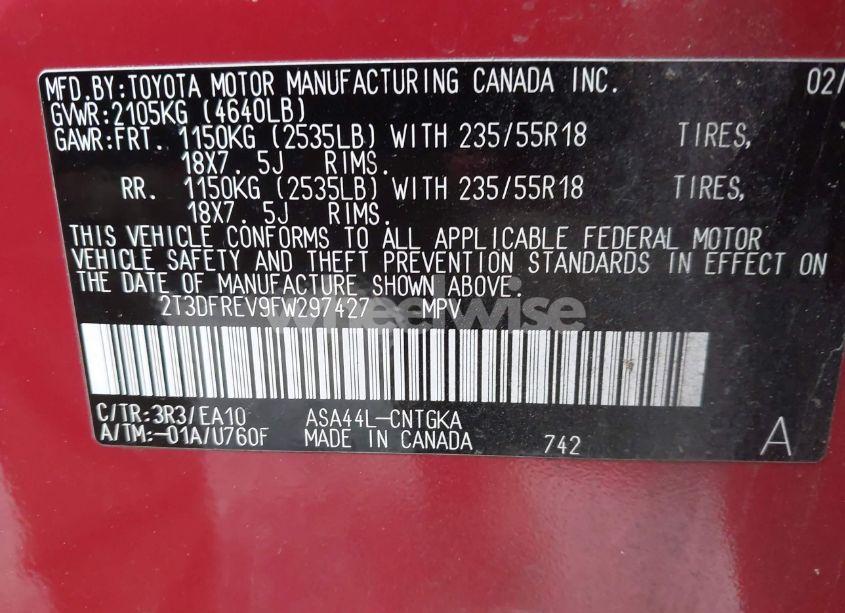 MFD.BY:TOYOTA MOTOR MANUFACTURING CANADA INC. 02/
GVWR:2105KG (4640LB)
GAWR:FRT. 1150KG (2535LB) WITH 235/55R18 TIRES,
18X7. 5J RIMS.
RR. 1150KG (2535LB) WITH 235/55R18 TIRES,
18X7. 5J RIMS.
THIS VEHICLE CONFORMS TO ALL APPLICABLE FEDERAL MOTOR
VEHICLE SAFETY AND THEFT PREVENTION STANDARDS IN EFFECT ON
THE DATE OF MANUFACTURE SHOWN ABOVE.
2T3DFREV9FW297427 MPV
wheelwise
C/TR:3R3/EA10 ASA44L-CNTGKA
A/TM:-01A/U760F MADE IN CANADA 742 A